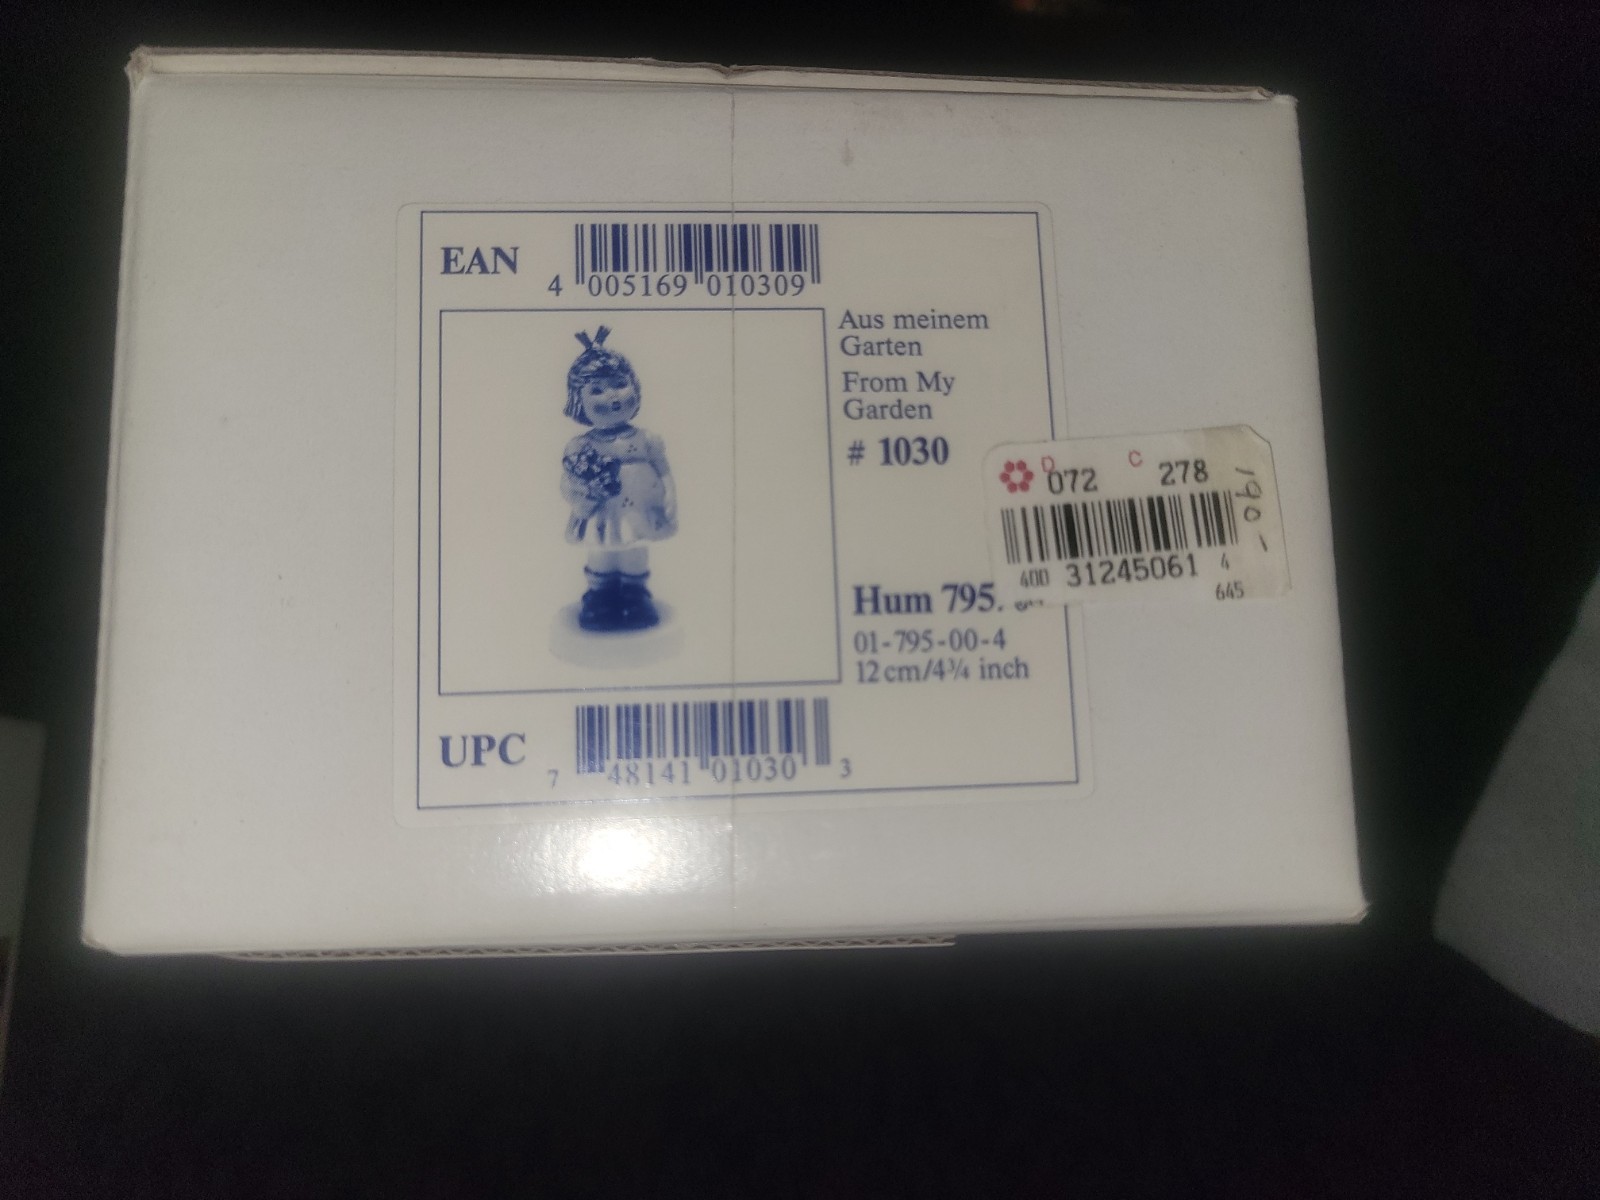 EAN
4 005169 010309
Aus meinem
Garten
From My
Garden
# 1030
D 072 C 278
190.-
400 31245061 4
645
Hum 795.
01-795-00-4
12 cm/4¾ inch
UPC
7 48141 01030 3